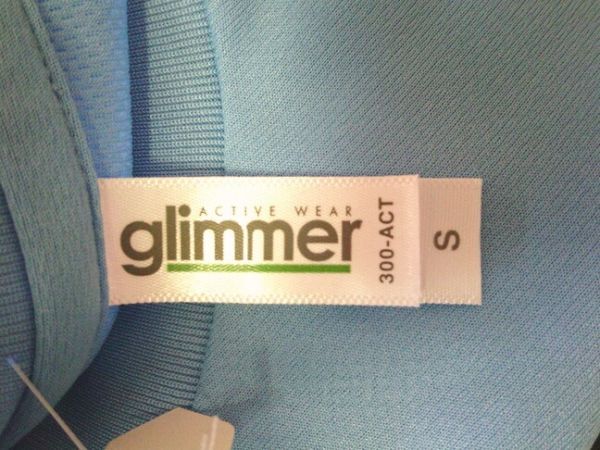 ACTIVE WEAR
glimmer
300-ACT
S